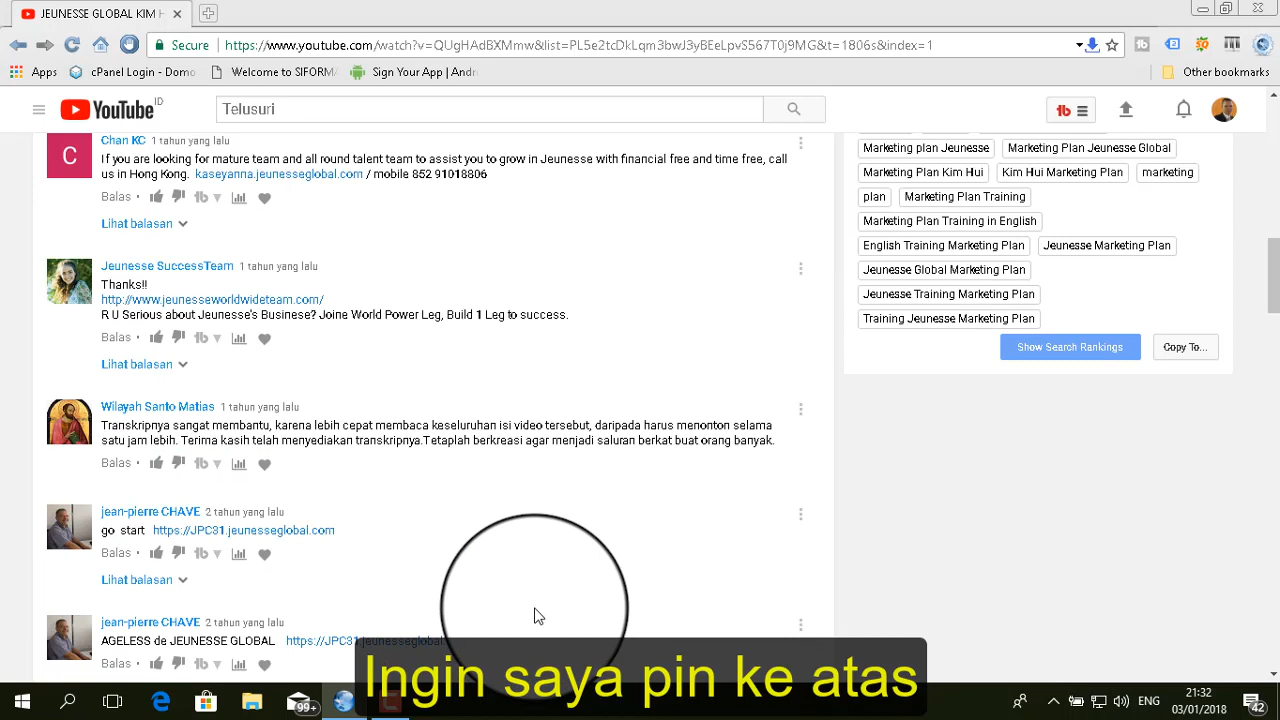 JEUNESSE GLOBAL KIM H
Secure
https://www.youtube.com/watch?v=QUgHAdBXMmw&list=PL5e2tcDkLqm3bwJ3yBEeLpvS567T0j9MG&t=1806s&index=1
Apps
cPanel Login - Domo
Welcome SIFORM
Sign Your App | Andr
Other bookmarks
YouTube ID
Telusuri
Chan KC 1 tahun yang lalu
If you are looking for mature team and all round talent team to assist you to grow in Jeunesse with financial free and time free, call
us in Hong Kong. kaseyanna.jeunesseglobal.com / mobile 852 91018806
Balas
Lihat balasan
Jeunesse SuccessTeam 1 tahun yang lalu
Thanks!!
http://www.jeunesseworldwideteam.com/
R U Serious about Jeunesse's Businese? Joine World Power Leg, Build 1 Leg to success.
Balas
Lihat balasan
Wilayah Santo Matias 1 tahun yang lalu
Transkripnya sangat membantu, karena lebih cepat membaca keseluruhan isi video tersebut, daripada harus menonton selama
satu jam lebih. Terima kasih telah menyediakan transkripnya.Tetaplah berkreasi agar menjadi saluran berkat buat orang banyak.
Balas
jean-pierre CHAVE 2 tahun yang lalu
go start https://JPC31.jeunesseglobal.com
Balas
Lihat balasan
jean-pierre CHAVE 2 tahun yang lalu
AGELESS de JEUNESSE GLOBAL https://JPC31.jeunesseglobal
Balas
Marketing plan Jeunesse
Marketing Plan Jeunesse Global
Marketing Plan Kim Hui
Kim Hui Marketing Plan
marketing
plan
Marketing Plan Training
Marketing Plan Training in English
English Training Marketing Plan
Jeunesse Marketing Plan
Jeunesse Global Marketing Plan
Jeunesse Training Marketing Plan
Training Jeunesse Marketing Plan
Show Search Rankings
Copy To...
Ingin saya pin ke atas
99+
ENG
21:32
03/01/2018
42